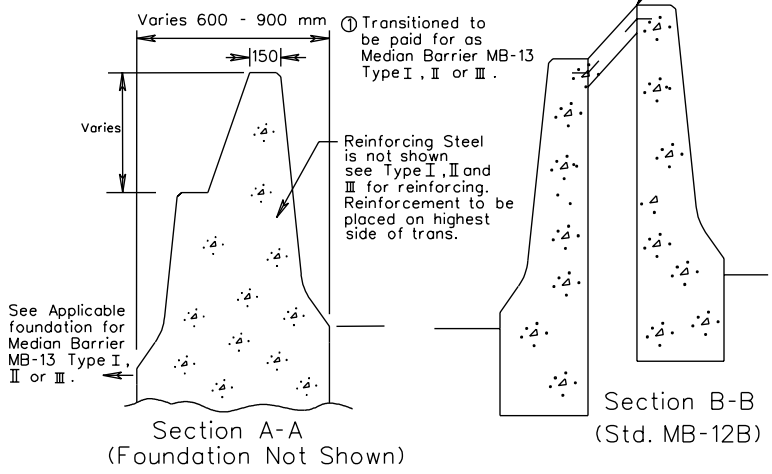 Varies 600 - 900 mm
① Transitioned to
be paid for as
Median Barrier MB-13
Type I, II or III.
150
Varies
Reinforcing Steel
is not shown
see Type I, II and
III for reinforcing.
Reinforcement to be
placed on highest
side of trans.
See Applicable
foundation for
Median Barrier
MB-13 Type I,
II or III.
Section A-A
(Foundation Not Shown)
Section B-B
(Std. MB-12B)